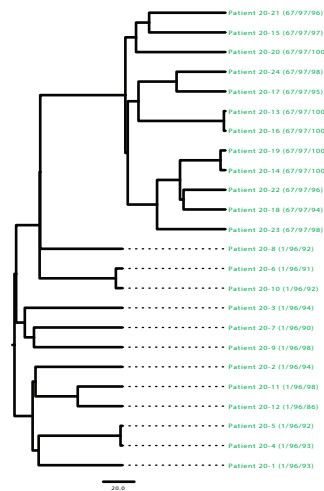 Patient 20-21 (67/97/96)
Patient 20-15 (67/97/97)
Patient 20-20 (67/97/100
Patient 20-24 (67/97/98)
Patient 20-17 (67/97/95)
Patient 20-13 (67/97/100
Patient 20-16 (67/97/100
Patient 20-19 (67/97/100
Patient 20-14 (67/97/100
Patient 20-22 (67/97/96)
Patient 20-18 (67/97/94)
Patient 20-23 (67/97/98)
Patient 20-8 (1/96/92)
Patient 20-6 (1/96/91)
Patient 20-10 (1/96/92)
Patient 20-3 (1/96/94)
Patient 20-7 (1/96/90)
Patient 20-9 (1/96/98)
Patient 20-2 (1/96/94)
Patient 20-11 (1/96/98)
Patient 20-12 (1/96/86)
Patient 20-5 (1/96/92)
Patient 20-4 (1/96/93)
Patient 20-1 (1/96/93)
20.0